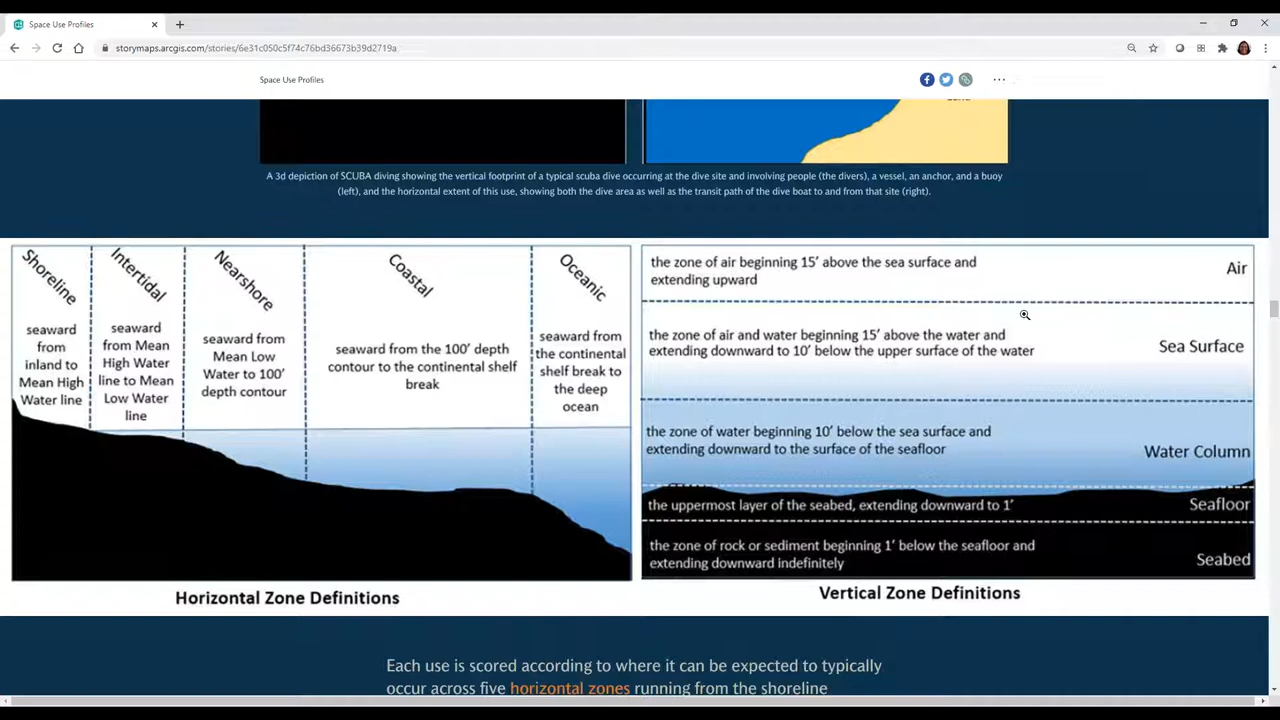 Space Use Profiles
storymaps.arcgis.com/stories/6e31c050c5f74c76bd36673b39d2719a
Space Use Profiles
A 3d depiction of SCUBA diving showing the vertical footprint of a typical scuba dive occurring at the dive site and involving people (the divers), a vessel, an anchor, and a buoy
(left), and the horizontal extent of this use, showing both the dive area as well as the transit path of the dive boat to and from that site (right).
Shoreline
seaward
from
inland to
Mean High
Water line
Intertidal
seaward
from Mean
High Water
line to Mean
Low Water
line
Nearshore
seaward from
Mean Low
Water to 100'
depth contour
Coastal
seaward from the 100' depth
contour to the continental shelf
break
Oceanic
seaward from
the continental
shelf break to
the deep
ocean
Horizontal Zone Definitions
the zone of air beginning 15' above the sea surface and
extending upward
Air
the zone of air and water beginning 15' above the water and
extending downward to 10' below the upper surface of the water
Sea Surface
the zone of water beginning 10' below the sea surface and
extending downward to the surface of the seafloor
Water Column
the uppermost layer of the seabed, extending downward to 1'
Seafloor
the zone of rock or sediment beginning 1' below the seafloor and
extending downward indefinitely
Seabed
Vertical Zone Definitions
Each use is scored according to where it can be expected to typically
occur across five horizontal zones running from the shoreline